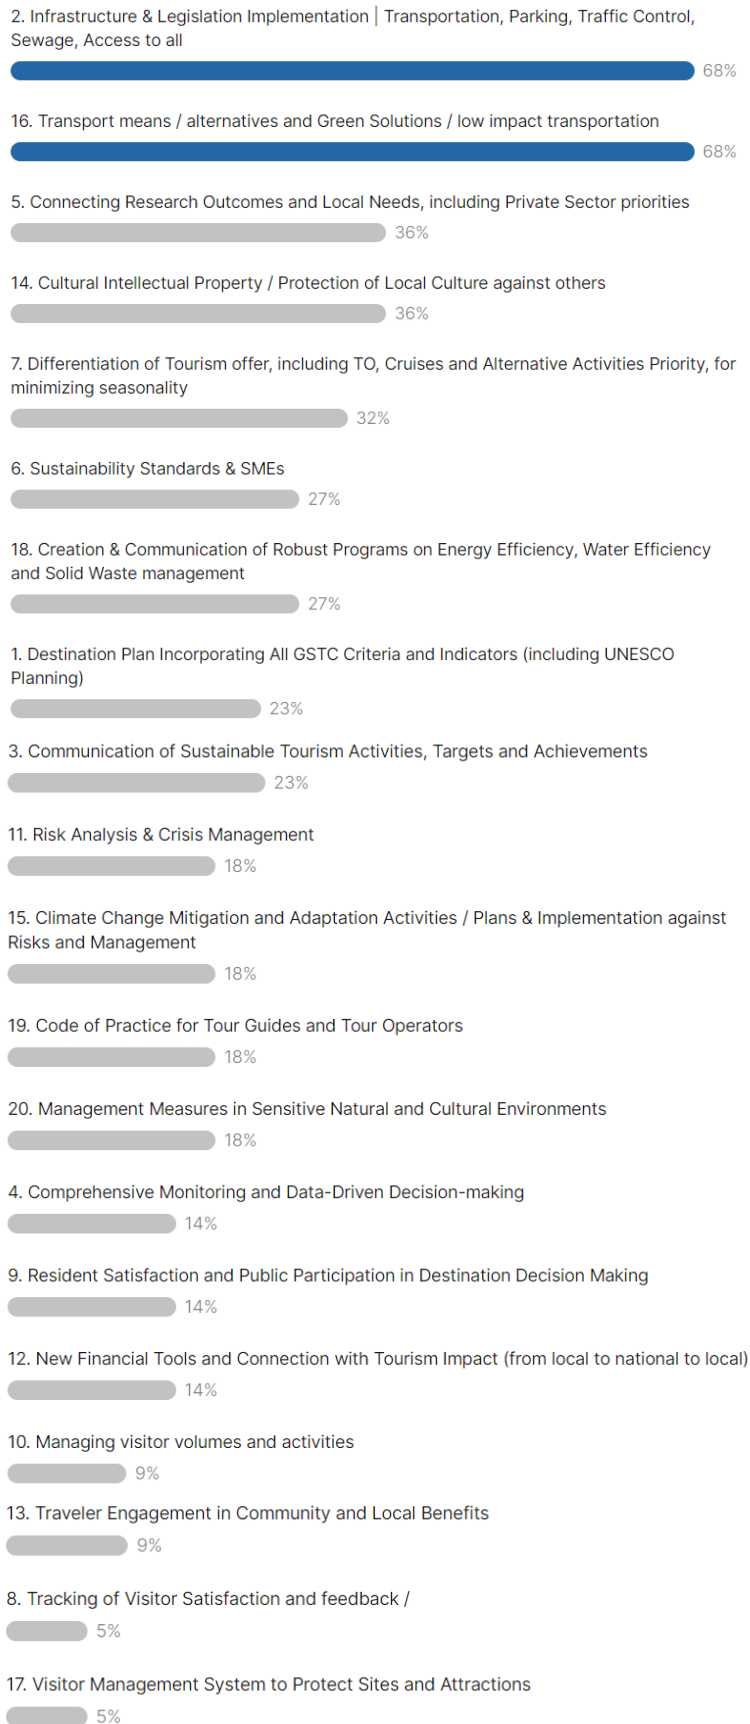 2. Infrastructure & Legislation Implementation | Transportation, Parking, Traffic Control,
Sewage, Access to all
68%
16. Transport means / alternatives and Green Solutions / low impact transportation
68%
5. Connecting Research Outcomes and Local Needs, including Private Sector priorities
36%
14. Cultural Intellectual Property / Protection of Local Culture against others
36%
7. Differentiation of Tourism offer, including TO, Cruises and Alternative Activities Priority, for
minimizing seasonality
32%
6. Sustainability Standards & SMEs
27%
18. Creation & Communication of Robust Programs on Energy Efficiency, Water Efficiency
and Solid Waste management
27%
1. Destination Plan Incorporating All GSTC Criteria and Indicators (including UNESCO
Planning)
23%
3. Communication of Sustainable Tourism Activities, Targets and Achievements
23%
11. Risk Analysis & Crisis Management
18%
15. Climate Change Mitigation and Adaptation Activities / Plans & Implementation against
Risks and Management
18%
19. Code of Practice for Tour Guides and Tour Operators
18%
20. Management Measures in Sensitive Natural and Cultural Environments
18%
4. Comprehensive Monitoring and Data-Driven Decision-making
14%
9. Resident Satisfaction and Public Participation in Destination Decision Making
14%
12. New Financial Tools and Connection with Tourism Impact (from local to national to local)
14%
10. Managing visitor volumes and activities
9%
13. Traveler Engagement in Community and Local Benefits
9%
8. Tracking of Visitor Satisfaction and feedback /
5%
17. Visitor Management System to Protect Sites and Attractions
5%